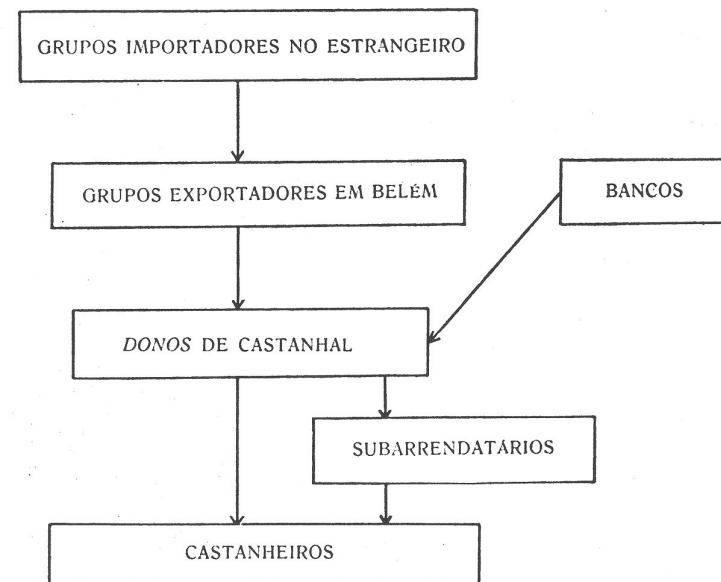 GRUPOS IMPORTADORES NO ESTRANGEIRO
GRUPOS EXPORTADORES EM BELÉM
BANCOS
DONOS DE CASTANHAL
SUBARRENDATÁRIOS
CASTANHEIROS